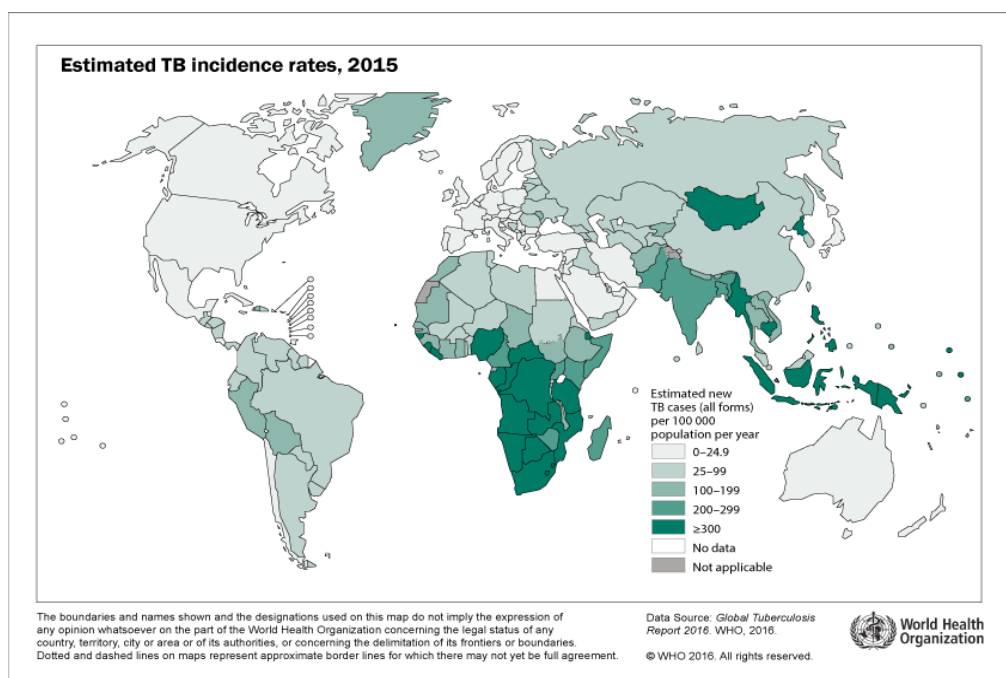 Estimated TB incidence rates, 2015
Estimated new
TB cases (all forms)
per 100 000
population per year
0–24.9
25–99
100–199
200–299
≥300
No data
Not applicable
The boundaries and names shown and the designations used on this map do not imply the expression of
any opinion whatsoever on the part of the World Health Organization concerning the legal status of any
country, territory, city or area or of its authorities, or concerning the delimitation of its frontiers or boundaries.
Dotted and dashed lines on maps represent approximate border lines for which there may not yet be full agreement.
Data Source: Global Tuberculosis
Report 2016. WHO, 2016.
© WHO 2016. All rights reserved.
World Health
Organization